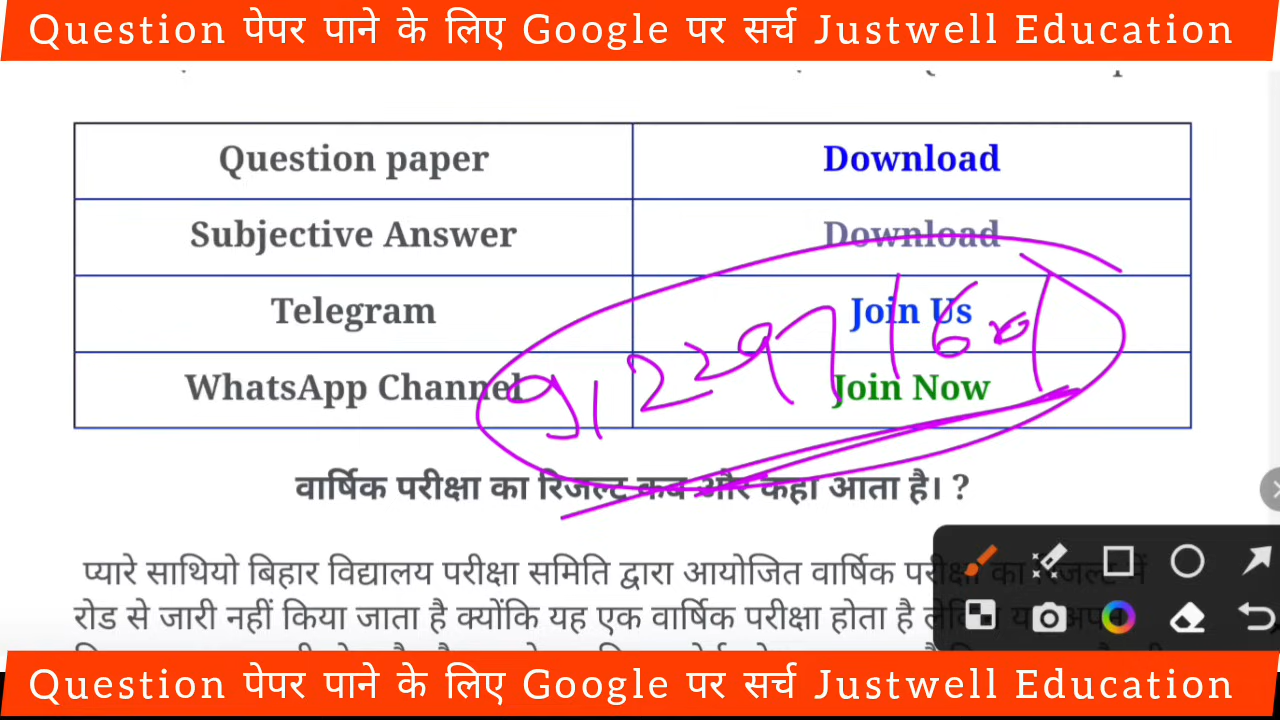 Question पेपर पाने के लिए Google पर सर्च Justwell Education
Question paper Download
Subjective Answer Download
Telegram Join Us
WhatsApp Channel Join Now
वार्षिक परीक्षा का रिजल्ट कब और कहा आता है। ?
प्यारे साथियो बिहार विद्यालय परीक्षा समिति द्वारा आयोजित वार्षिक परीक्षा का रिजल्ट में
रोड से जारी नहीं किया जाता है क्योंकि यह एक वार्षिक परीक्षा होता है
Question पेपर पाने के लिए Google पर सर्च Justwell Education